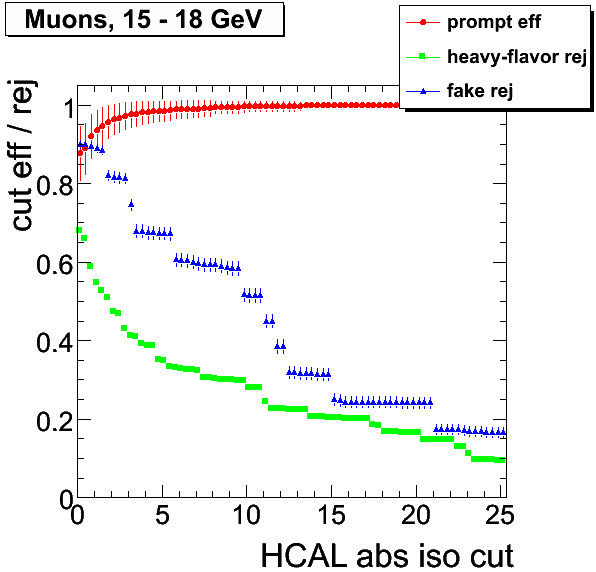 Muons, 15 - 18 GeV
prompt eff
heavy-flavor rej
fake rej
cut eff / rej
1
0.8
0.6
0.4
0.2
0
0 5 10 15 20 25
HCAL abs iso cut